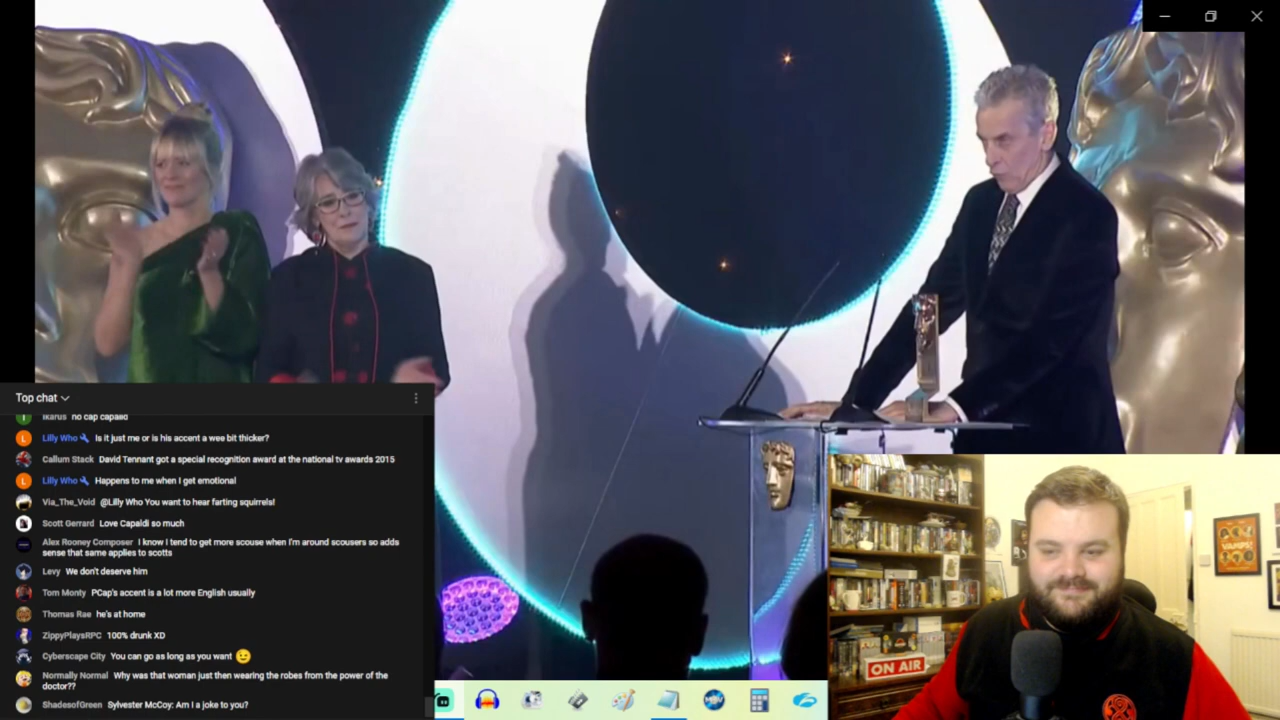 Top chat
Ikarus no cap capaldi
Lilly Who Is it just me or is his accent a wee bit thicker?
Callum Stack David Tennant got a special recognition award at the national tv awards 2015
Lilly Who Happens to me when I get emotional
Via_The_Void @Lilly Who You want to hear farting squirrels!
Scott Gerrard Love Capaldi so much
Alex Rooney Composer I know I tend to get more scouse when I'm around scousers so adds
sense that same applies to scotts
Levy We don't deserve him
Tom Monty PCap's accent is a lot more English usually
Thomas Rae he's at home
ZippyPlaysRPC 100% drunk XD
Cyberscape City You can go as long as you want 😉
Normally Normal Why was that woman just then wearing the robes from the power of the
doctor??
ShadesofGreen Sylvester McCoy: Am i a joke to you?
ON AIR
VAMPS